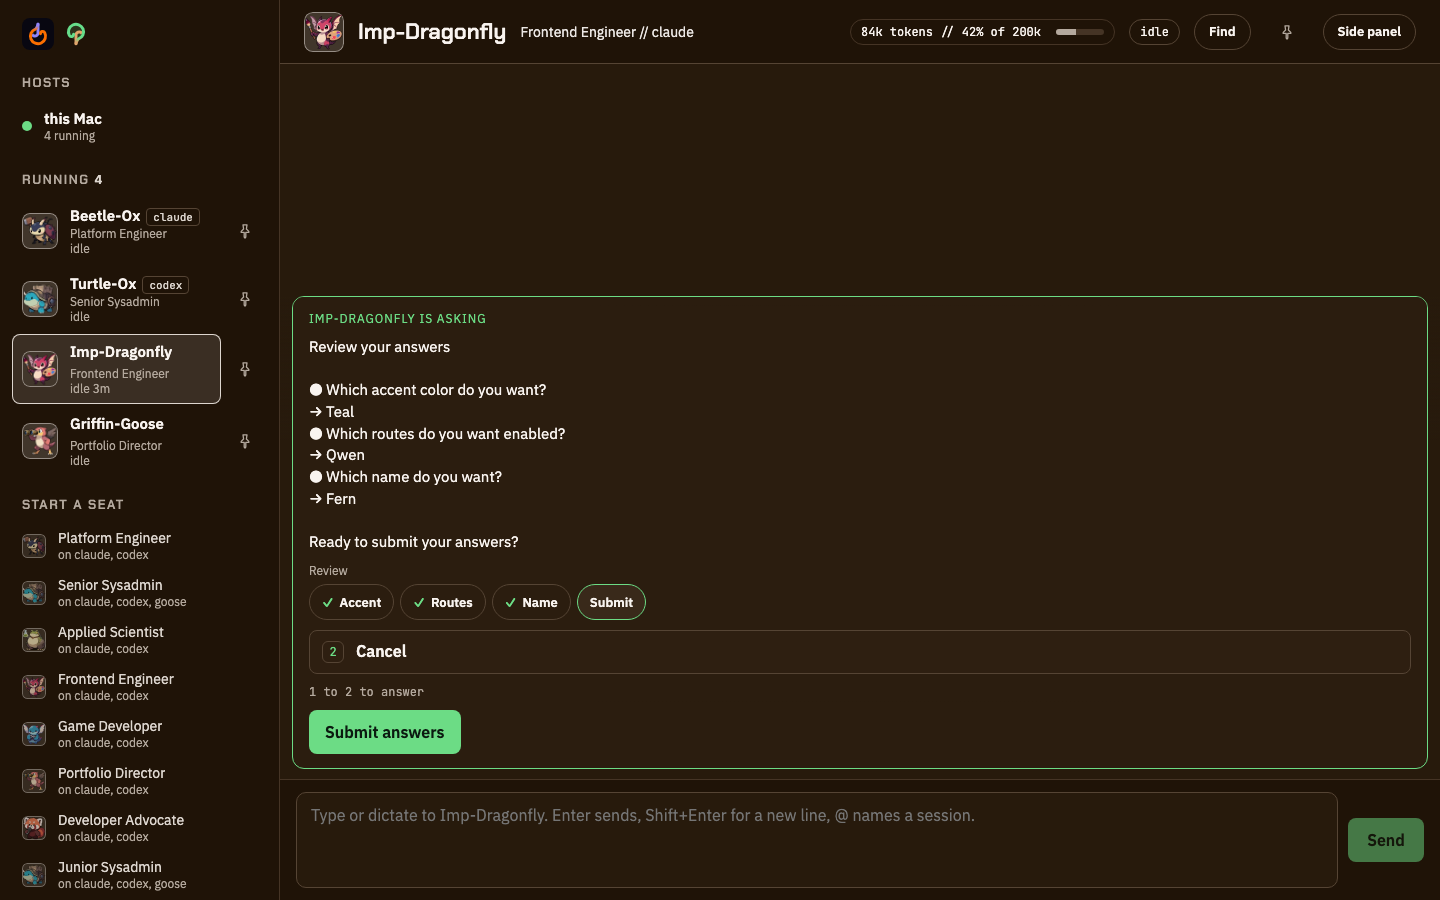 HOSTS
this Mac
4 running
RUNNING 4
Beetle-Ox claude
Platform Engineer
idle
Turtle-Ox codex
Senior Sysadmin
idle
Imp-Dragonfly
Frontend Engineer
idle 3m
Griffin-Goose
Portfolio Director
idle
START A SEAT
Platform Engineer
on claude, codex
Senior Sysadmin
on claude, codex, goose
Applied Scientist
on claude, codex
Frontend Engineer
on claude, codex
Game Developer
on claude, codex
Portfolio Director
on claude, codex
Developer Advocate
on claude, codex
Junior Sysadmin
on claude, codex, goose
Imp-Dragonfly Frontend Engineer // claude 84k tokens // 42% of 200k idle Find Side panel
IMP-DRAGONFLY IS ASKING
Review your answers
● Which accent color do you want?
→ Teal
● Which routes do you want enabled?
→ Qwen
● Which name do you want?
→ Fern
Ready to submit your answers?
Review
✓ Accent ✓ Routes ✓ Name Submit
2 Cancel
1 to 2 to answer
Submit answers
Type or dictate to Imp-Dragonfly. Enter sends, Shift+Enter for a new line, @ names a session.
Send